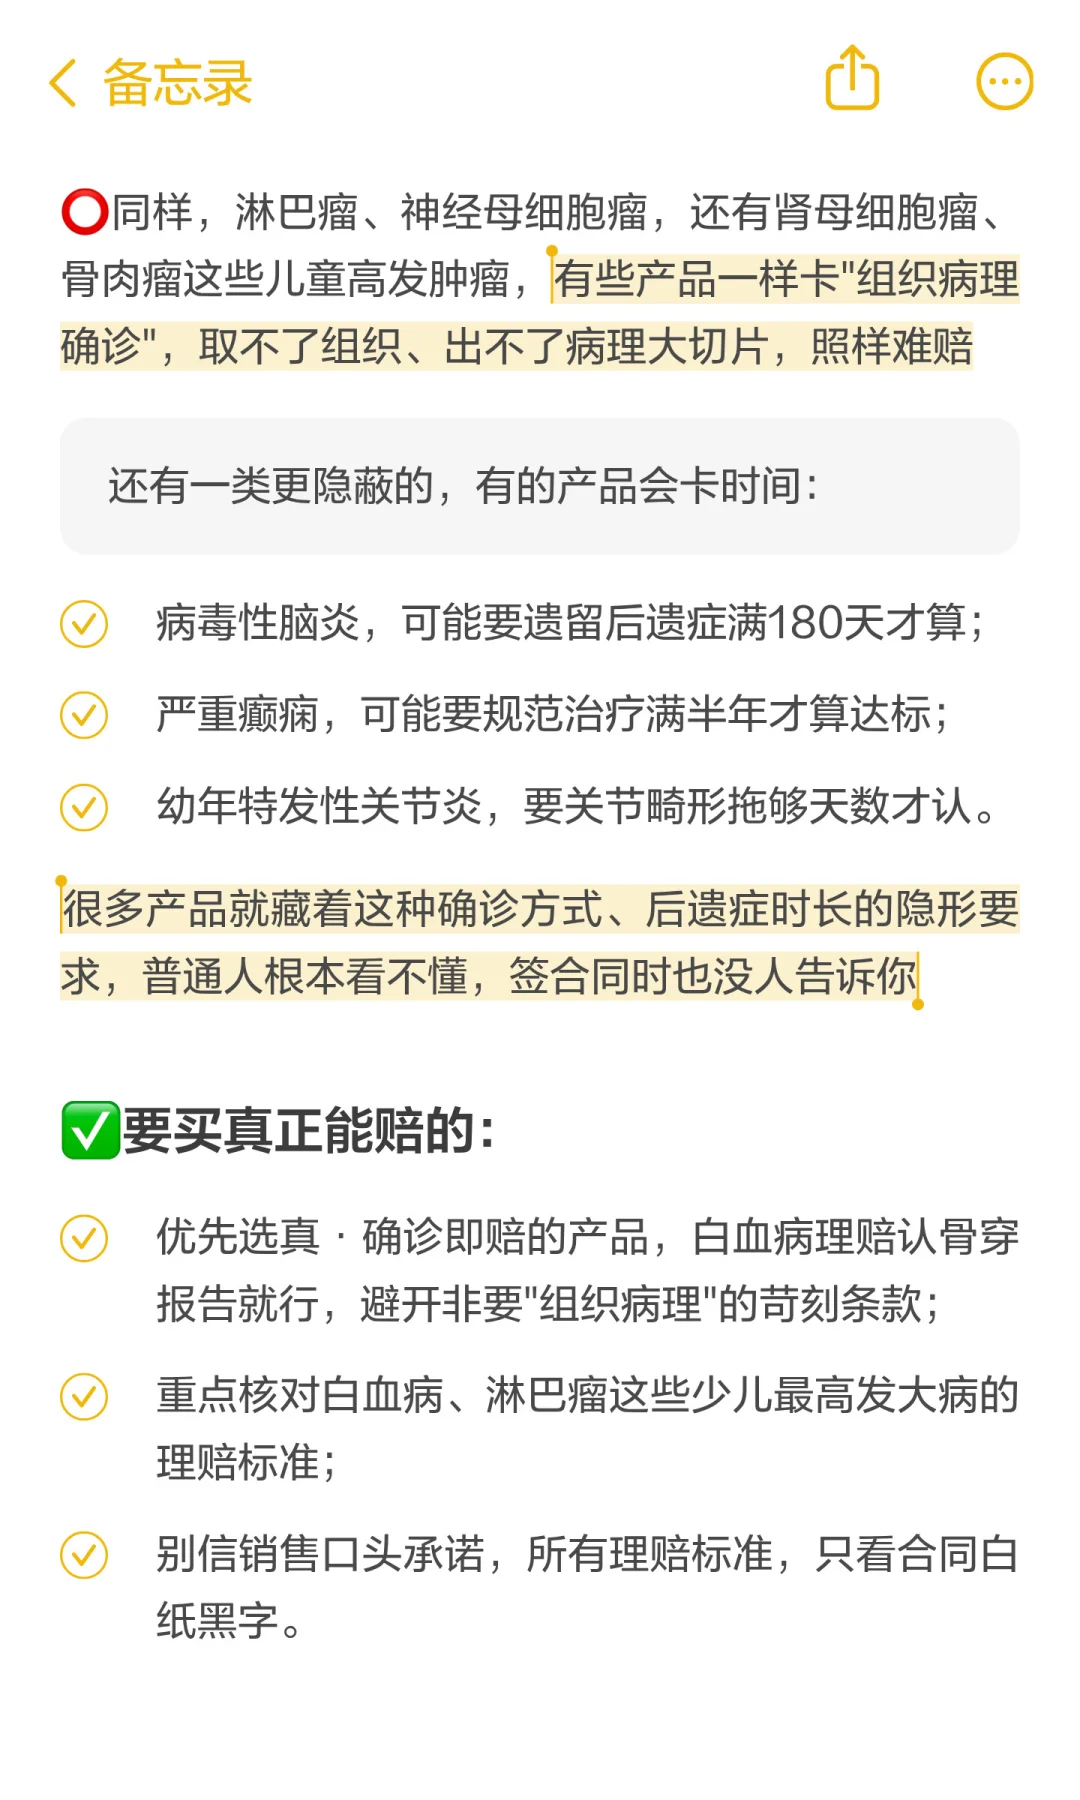 备忘录
⭕同样，淋巴瘤、神经母细胞瘤，还有肾母细胞瘤、
骨肉瘤这些儿童高发肿瘤，有些产品一样卡"组织病理
确诊"，取不了组织、出不了病理大切片，照样难赔
还有一类更隐蔽的，有的产品会卡时间：
病毒性脑炎，可能要遗留后遗症满180天才算；
严重癫痫，可能要规范治疗满半年才算达标；
幼年特发性关节炎，要关节畸形拖够天数才认。
很多产品就藏着这种确诊方式、后遗症时长的隐形要
求，普通人根本看不懂，签合同时也没人告诉你
✅要买真正能赔的：
优先选真·确诊即赔的产品，白血病理赔认骨穿
报告就行，避开非要"组织病理"的苛刻条款；
重点核对白血病、淋巴瘤这些少儿最高发大病的
理赔标准；
别信销售口头承诺，所有理赔标准，只看合同白
纸黑字。